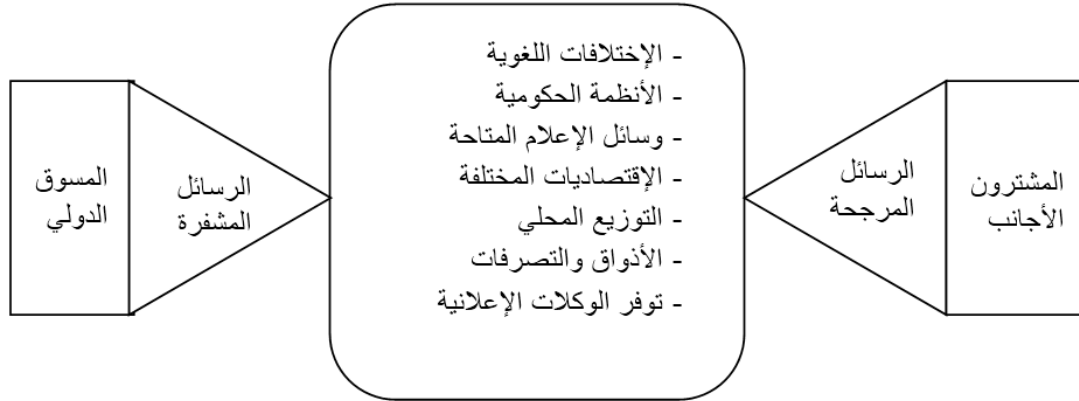 المشترون
الأجانب
الرسائل
المرجحة
- الإختلافات اللغوية
- الأنظمة الحكومية
- وسائل الإعلام المتاحة
- الإقتصاديات المختلفة
- التوزيع المحلي
- الأذواق والتصرفات
- توفر الوكلات الإعلانية
الرسائل
المشفرة
المسوق
الدولي